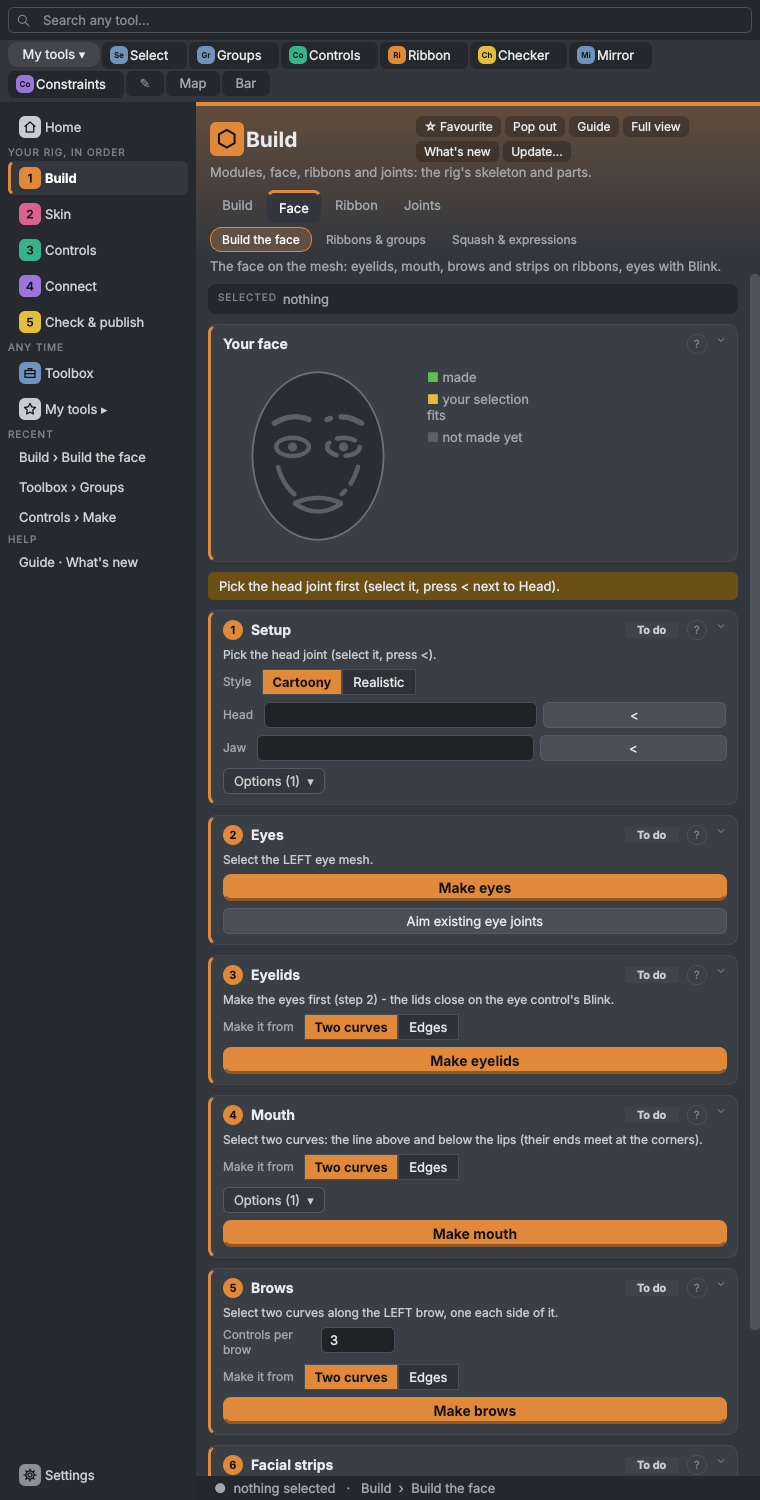 Search any tool...
My tools ▾
Se Select
Gr Groups
Co Controls
Ri Ribbon
Ch Checker
Mi Mirror
Co Constraints
✎
Map
Bar
Home
YOUR RIG, IN ORDER
1 Build
2 Skin
3 Controls
4 Connect
5 Check & publish
ANY TIME
Toolbox
My tools ▸
RECENT
Build › Build the face
Toolbox › Groups
Controls › Make
HELP
Guide · What's new
Settings
Build
☆ Favourite
Pop out
Guide
Full view
What's new
Update...
Modules, face, ribbons and joints: the rig's skeleton and parts.
Build
Face
Ribbon
Joints
Build the face
Ribbons & groups
Squash & expressions
The face on the mesh: eyelids, mouth, brows and strips on ribbons, eyes with Blink.
SELECTED nothing
Your face
?
made
your selection
fits
not made yet
Pick the head joint first (select it, press < next to Head).
1 Setup
To do
?
Pick the head joint (select it, press <).
Style
Cartoony
Realistic
Head
<
Jaw
<
Options (1) ▾
2 Eyes
To do
?
Select the LEFT eye mesh.
Make eyes
Aim existing eye joints
3 Eyelids
To do
?
Make the eyes first (step 2) - the lids close on the eye control's Blink.
Make it from
Two curves
Edges
Make eyelids
4 Mouth
To do
?
Select two curves: the line above and below the lips (their ends meet at the corners).
Make it from
Two curves
Edges
Options (1) ▾
Make mouth
5 Brows
To do
?
Select two curves along the LEFT brow, one each side of it.
Controls per
brow
3
Make it from
Two curves
Edges
Make brows
6 Facial strips
To do
?
nothing selected · Build › Build the face